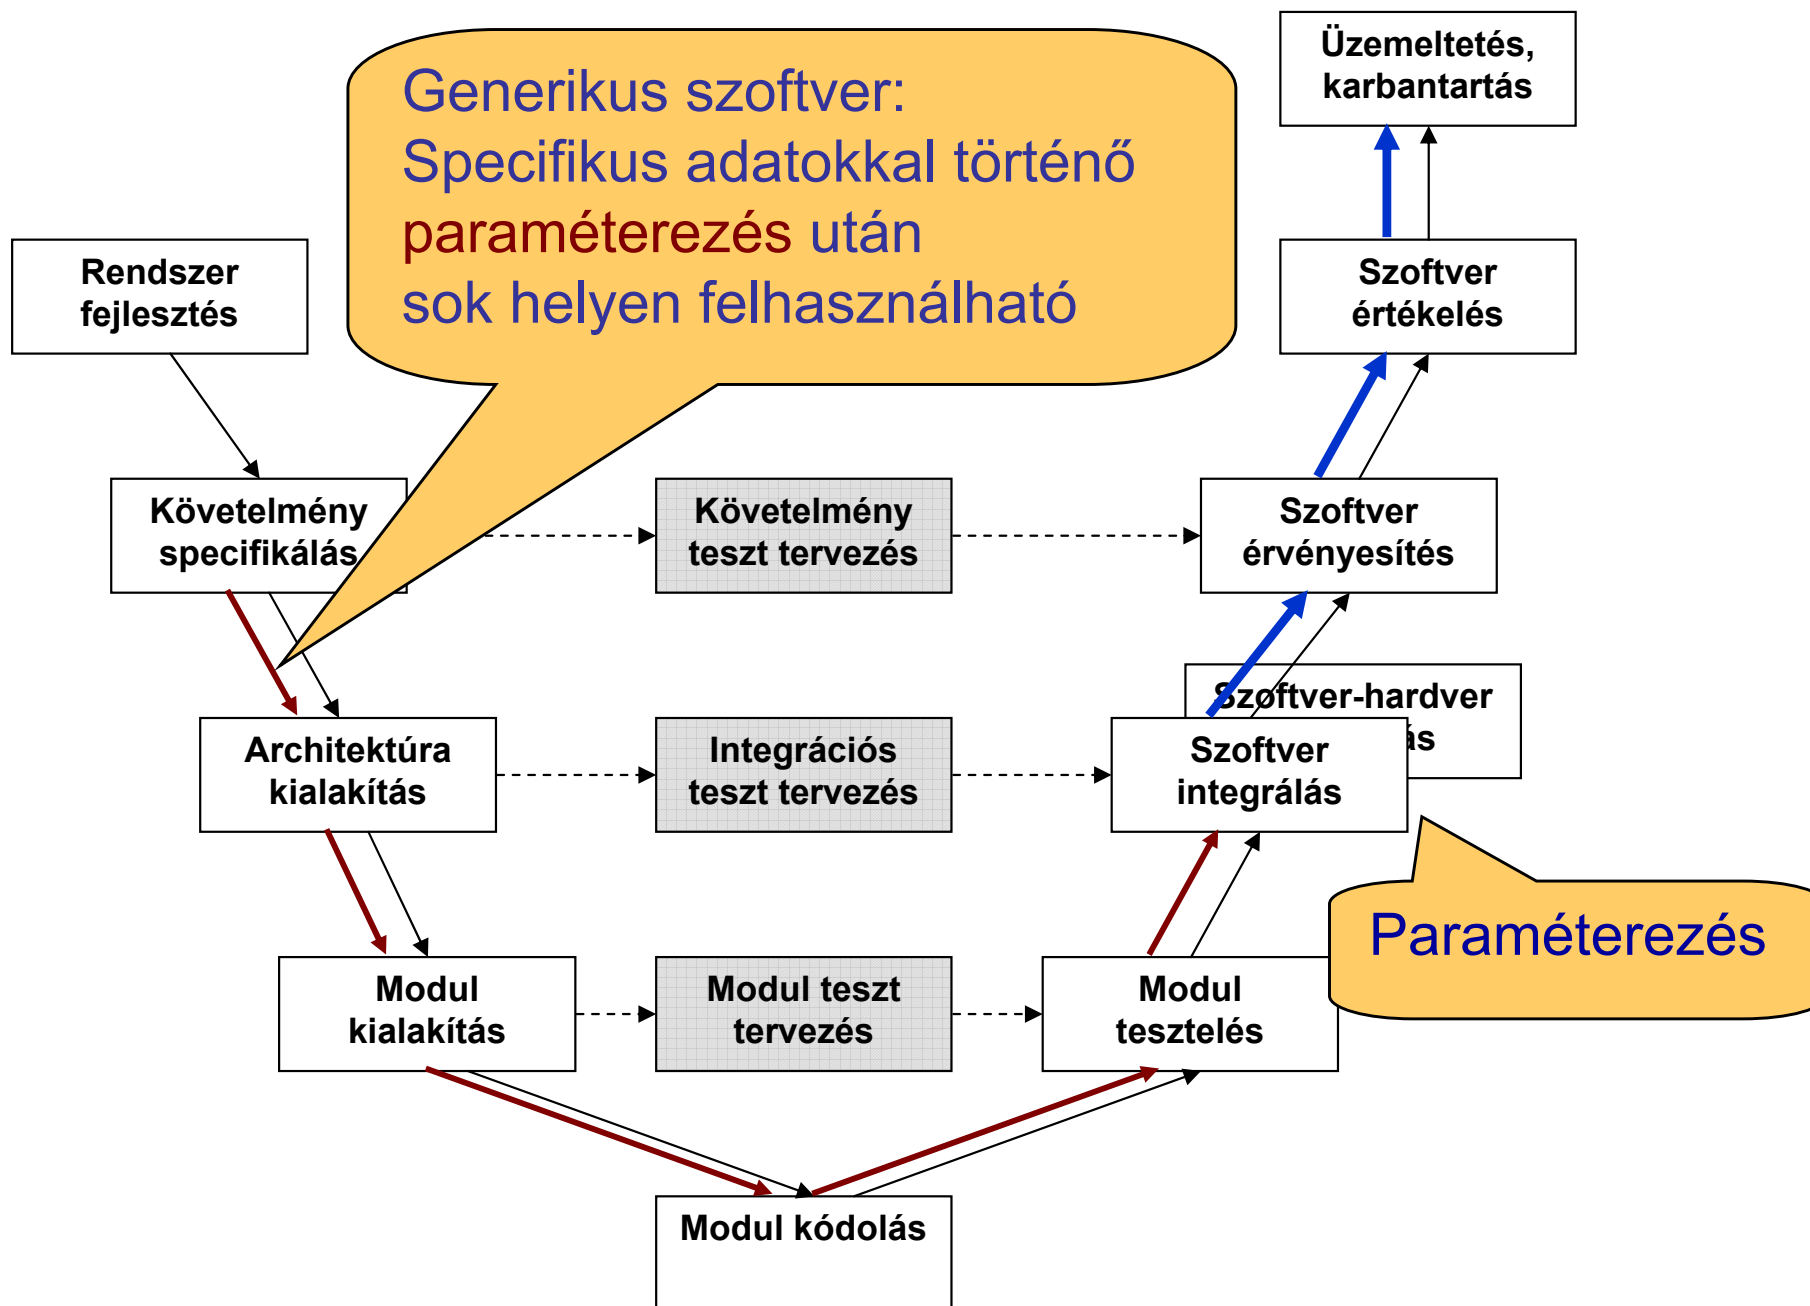 Generikus szoftver:
Specifikus adatokkal történő
paraméterezés után
sok helyen felhasználható
Üzemeltetés,
karbantartás
Rendszer
fejlesztés
Szoftver
értékelés
Követelmény
specifikálás
Követelmény
teszt tervezés
Szoftver
érvényesítés
Szoftver-hardver
Architektúra
kialakítás
Integrációs
teszt tervezés
Szoftver
integrálás
Paraméterezés
Modul
kialakítás
Modul teszt
tervezés
Modul
tesztelés
Modul kódolás